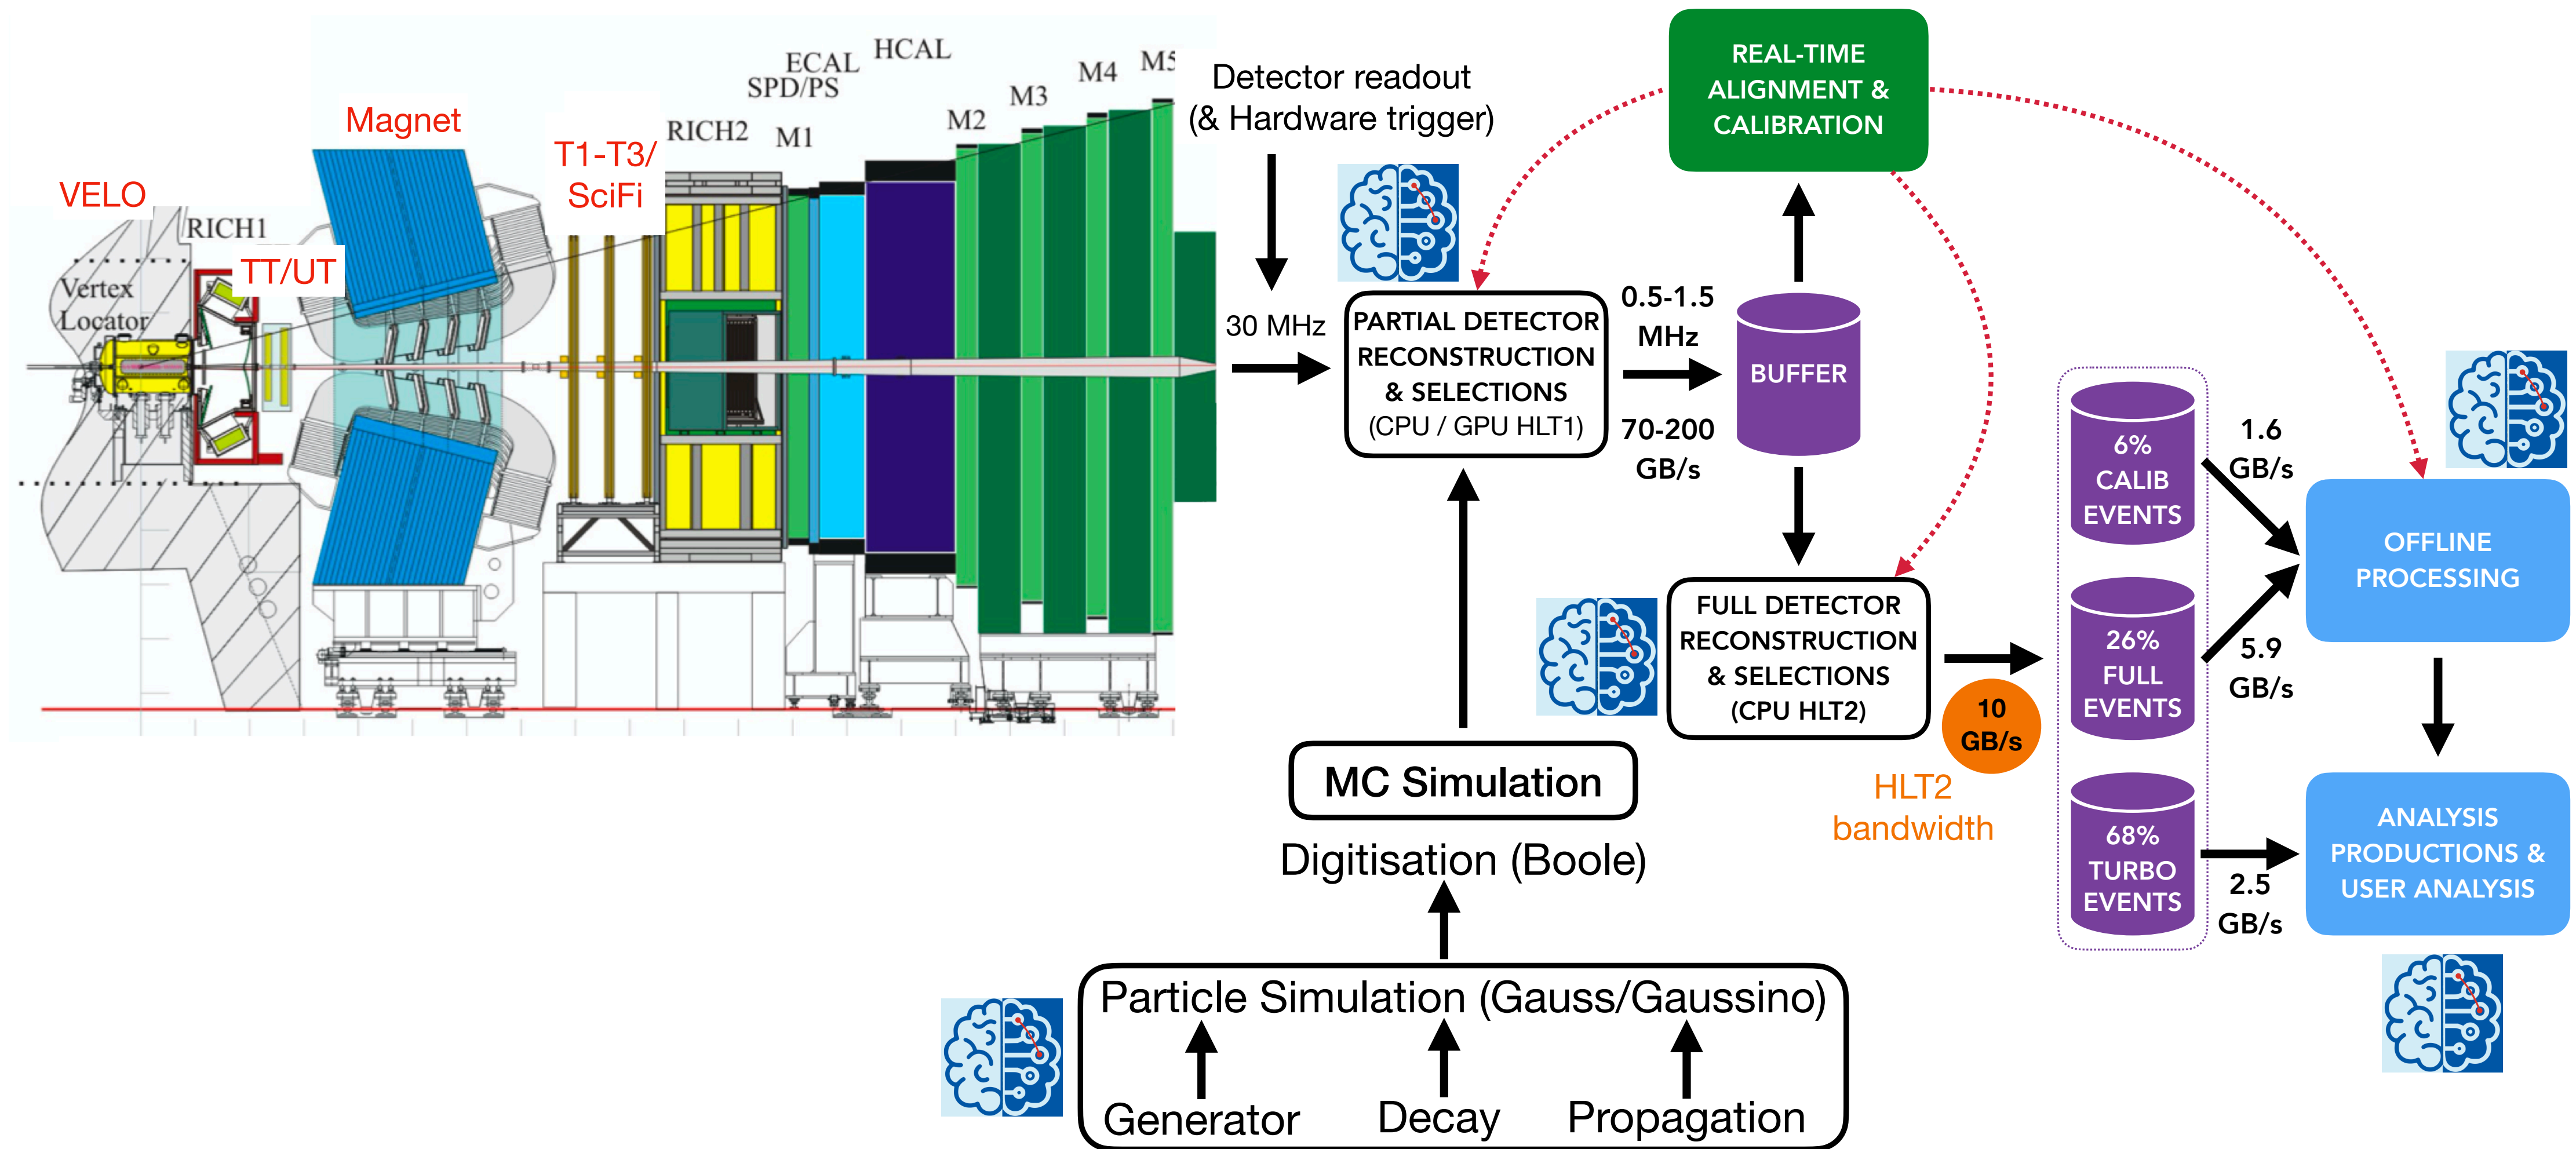 VELO
Vertex
Locator
RICH1
TT/UT
Magnet
T1-T3/
SciFi
RICH2
SPD/PS
ECAL
HCAL
M1
M2
M3
M4
M5
Detector readout
(& Hardware trigger)
30 MHz
PARTIAL DETECTOR
RECONSTRUCTION
& SELECTIONS
(CPU / GPU HLT1)
0.5-1.5
MHz
70-200
GB/s
BUFFER
REAL-TIME
ALIGNMENT &
CALIBRATION
FULL DETECTOR
RECONSTRUCTION
& SELECTIONS
(CPU HLT2)
10
GB/s
HLT2
bandwidth
6%
CALIB
EVENTS
1.6
GB/s
26%
FULL
EVENTS
5.9
GB/s
68%
TURBO
EVENTS
2.5
GB/s
OFFLINE
PROCESSING
ANALYSIS
PRODUCTIONS &
USER ANALYSIS
MC Simulation
Digitisation (Boole)
Particle Simulation (Gauss/Gaussino)
Generator
Decay
Propagation